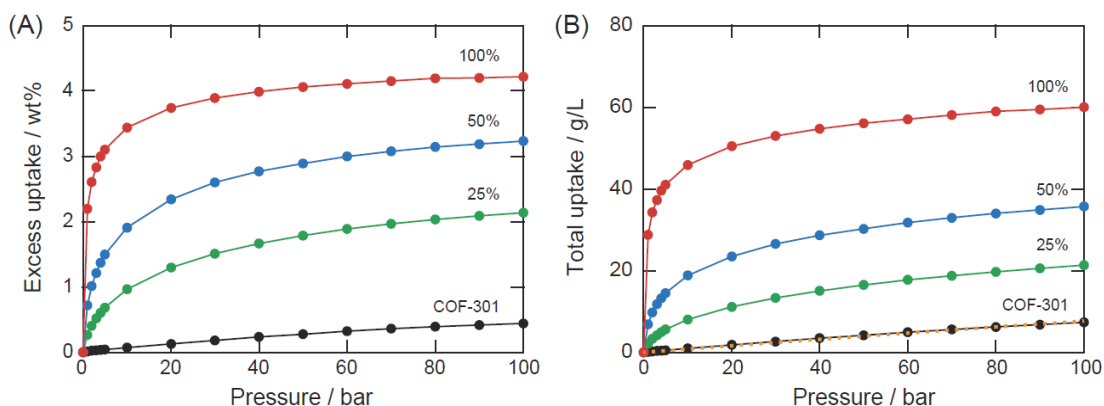 (A)
Excess uptake / wt%
5
4
3
2
1
0
100%
50%
25%
COF-301
0 20 40 60 80 100
Pressure / bar
(B)
Total uptake / g/L
80
60
40
20
0
100%
50%
25%
COF-301
0 20 40 60 80 100
Pressure / bar